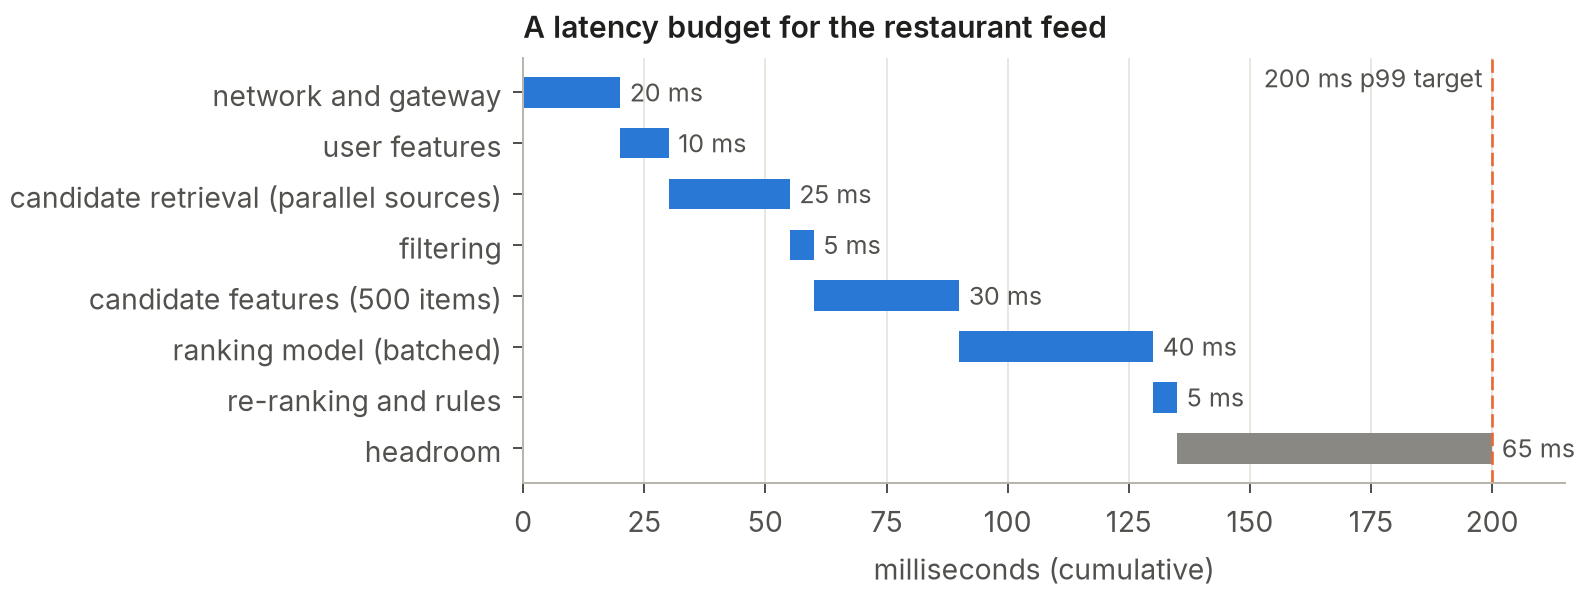 A latency budget for the restaurant feed
200 ms p99 target
network and gateway
20 ms
user features
10 ms
candidate retrieval (parallel sources)
25 ms
filtering
5 ms
candidate features (500 items)
30 ms
ranking model (batched)
40 ms
re-ranking and rules
5 ms
headroom
65 ms
0 25 50 75 100 125 150 175 200
milliseconds (cumulative)